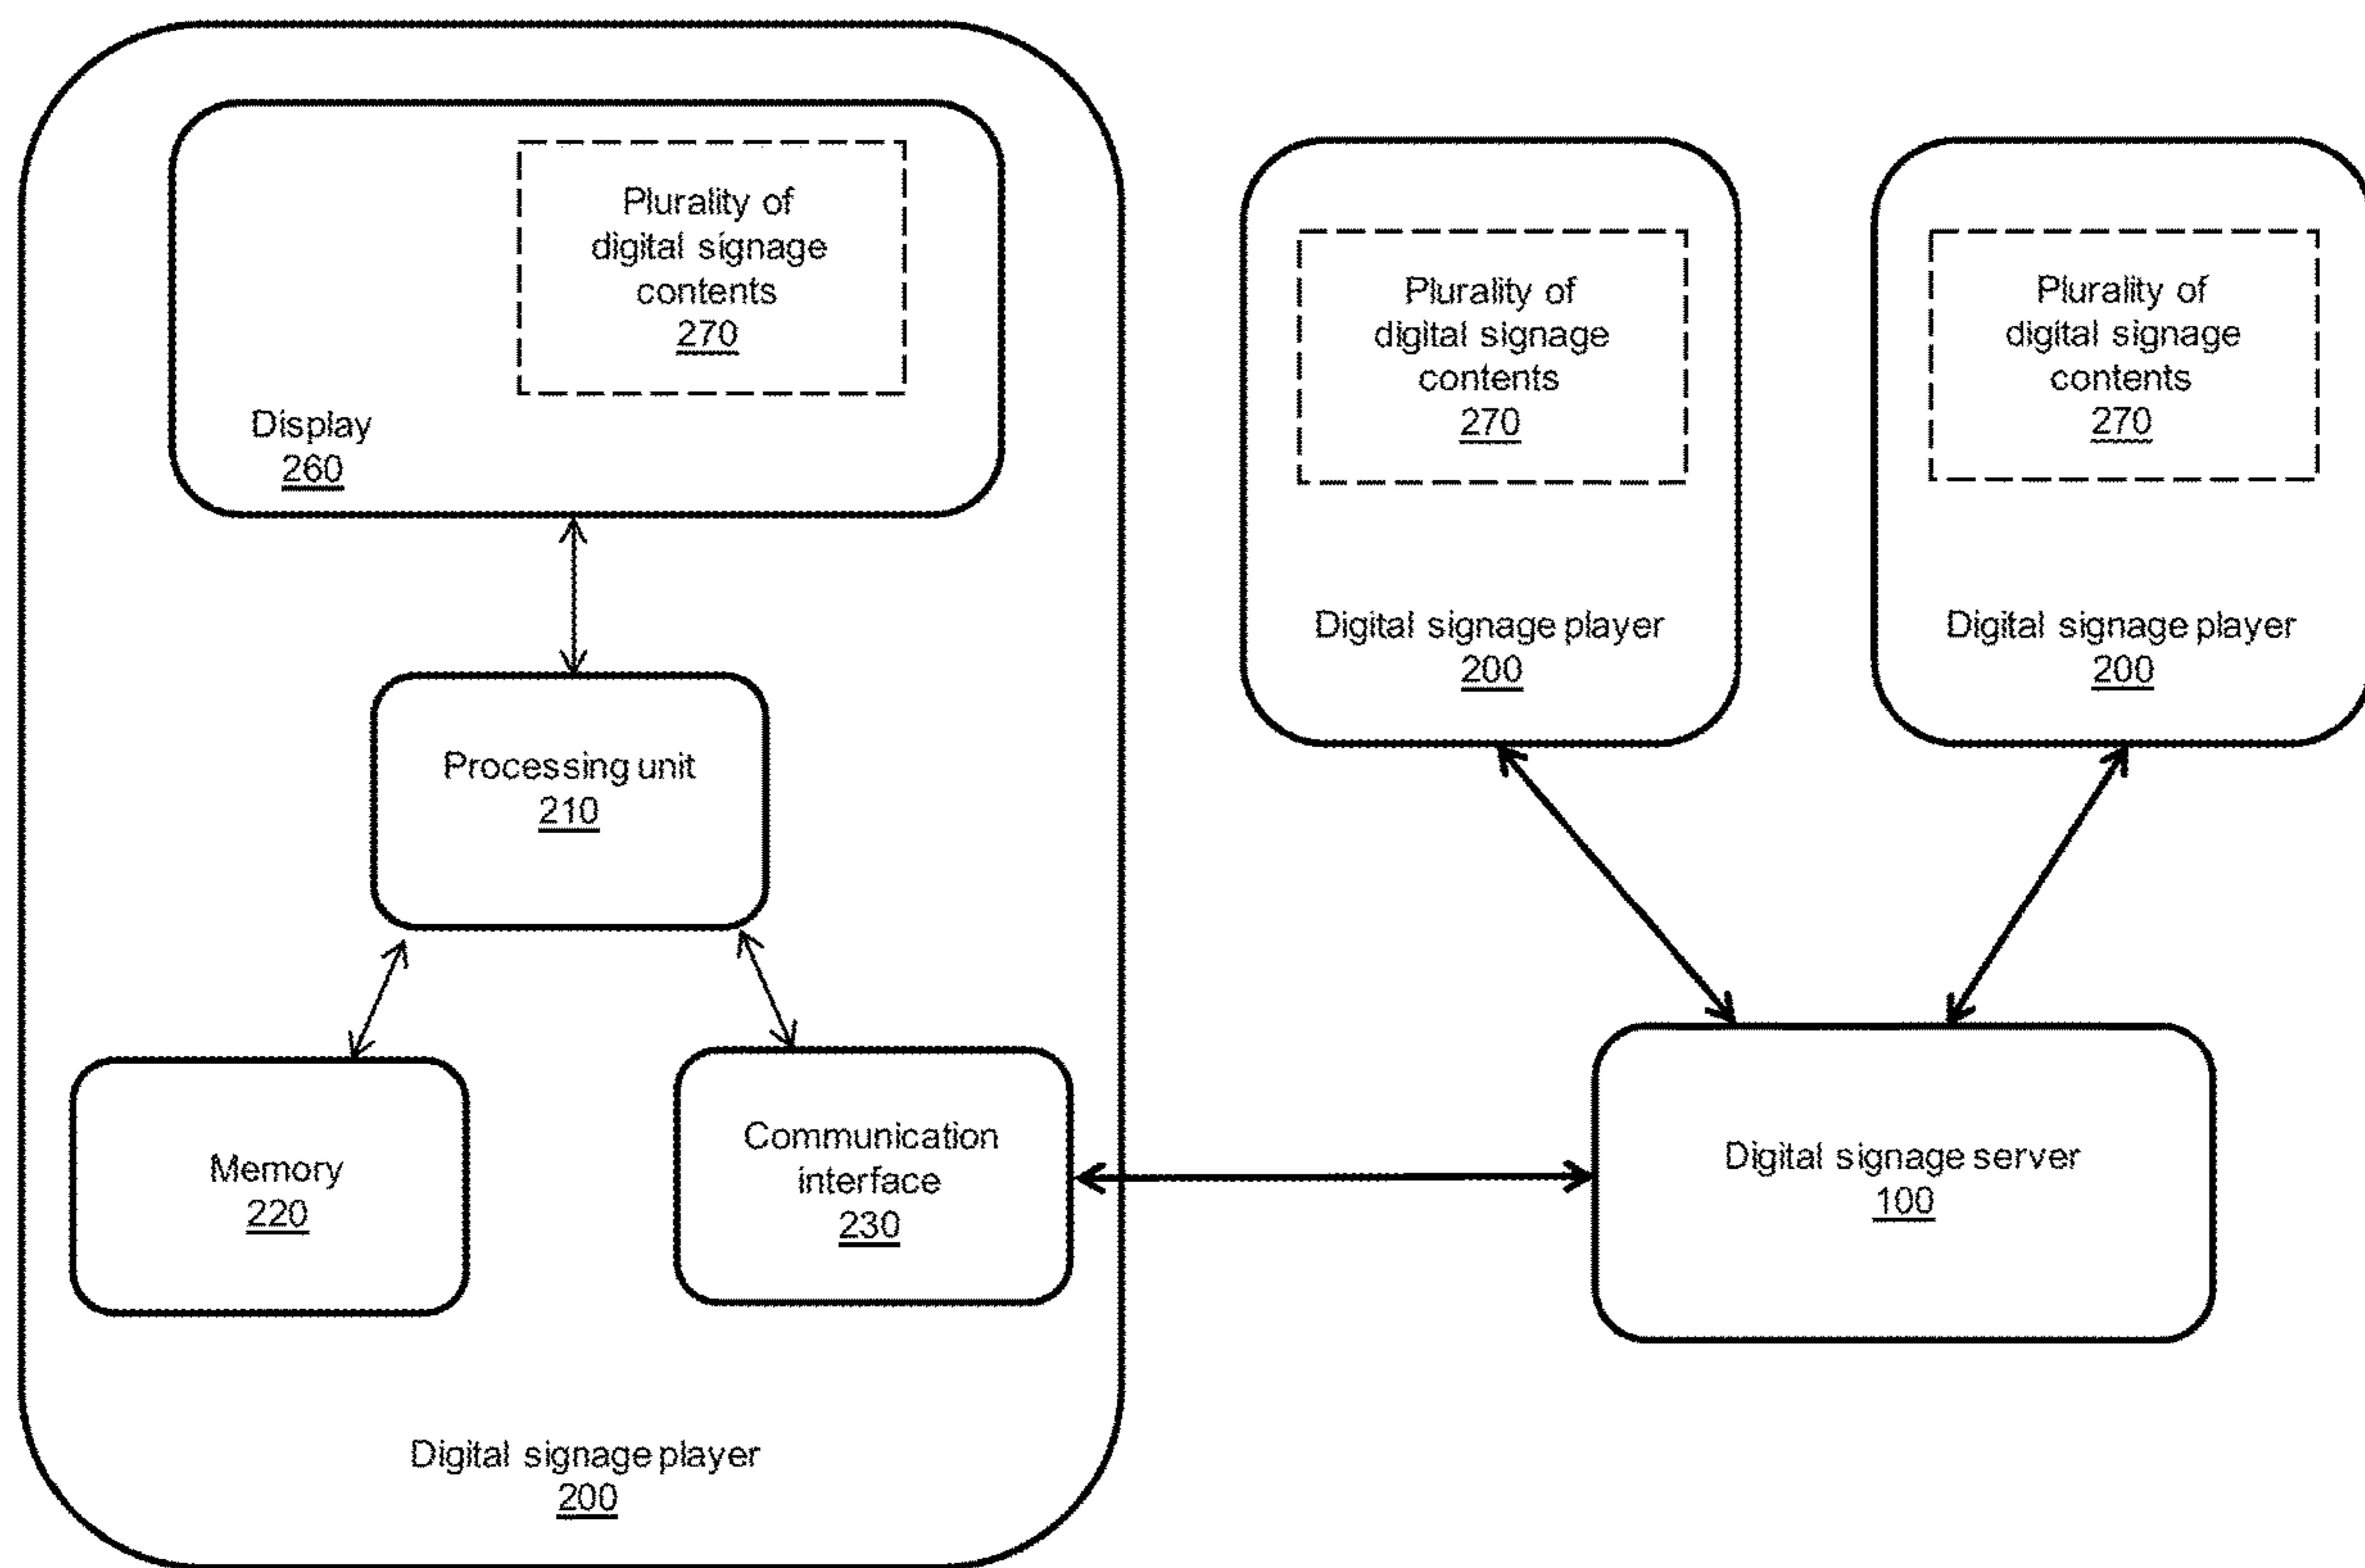 Plurality of
digital signage
contents
270
Display
260
Processing unit
210
Memory
220
Communication
interface
230
Digital signage player
200
Plurality of
digital signage
contents
270
Digital signage player
200
Plurality of
digital signage
contents
270
Digital signage player
200
Digital signage server
100